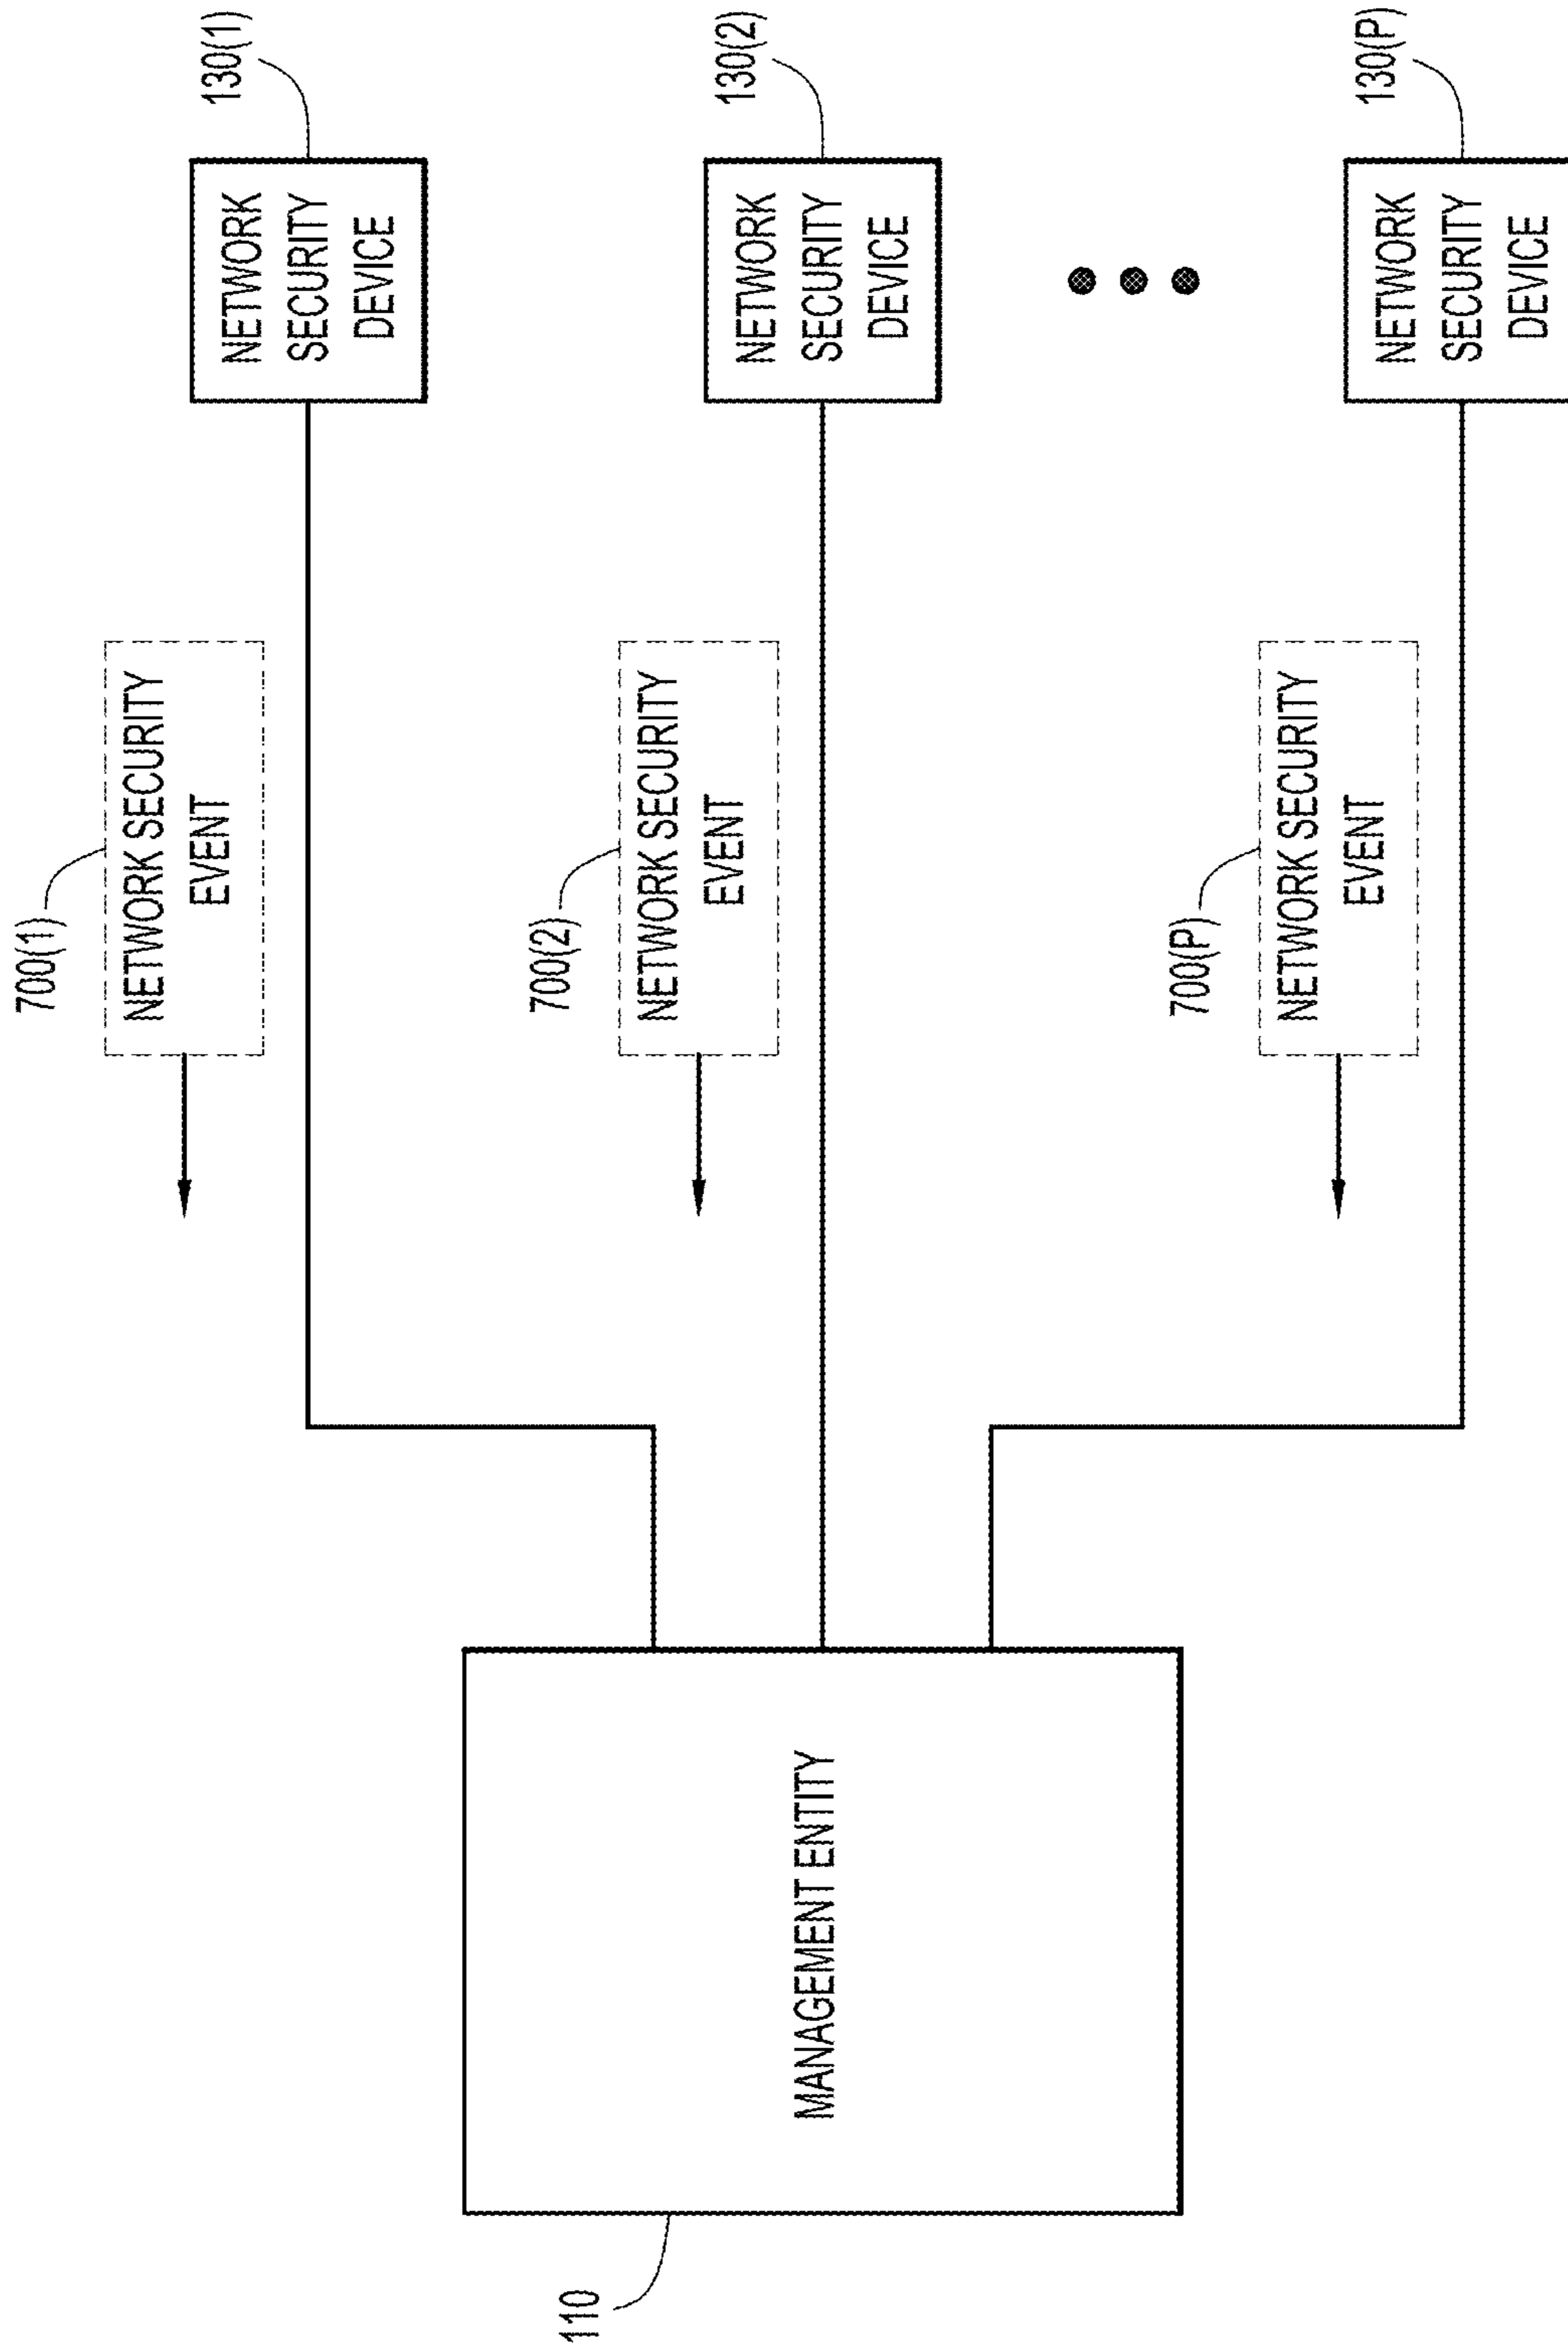 700(1)
NETWORK SECURITY
EVENT
130(1)
NETWORK
SECURITY
DEVICE
700(2)
NETWORK SECURITY
EVENT
130(2)
NETWORK
SECURITY
DEVICE
110
MANAGEMENT ENTITY
700(P)
NETWORK SECURITY
EVENT
130(P)
NETWORK
SECURITY
DEVICE